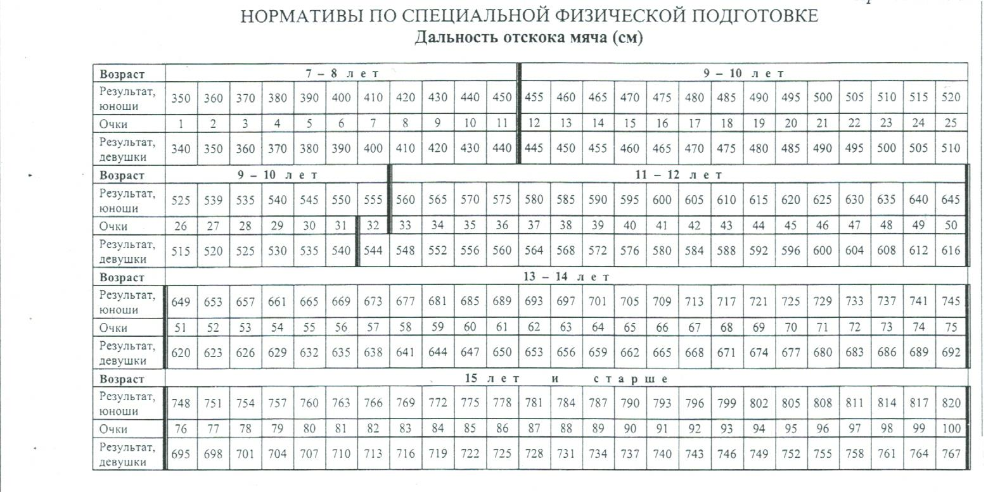 НОРМАТИВЫ ПО СПЕЦИАЛЬНОЙ ФИЗИЧЕСКОЙ ПОДГОТОВКЕ
Дальность отскока мяча (см)
Возраст 7 – 8 лет 9 – 10 лет
Результат, юноши 350 360 370 380 390 400 410 420 430 440 450 455 460 465 470 475 480 485 490 495 500 505 510 515 520
Очки 1 2 3 4 5 6 7 8 9 10 11 12 13 14 15 16 17 18 19 20 21 22 23 24 25
Результат, девушки 340 350 360 370 380 390 400 410 420 430 440 445 450 455 460 465 470 475 480 485 490 495 500 505 510
Возраст 9 – 10 лет 11 – 12 лет
Результат, юноши 525 539 535 540 545 550 555 560 565 570 575 580 585 590 595 600 605 610 615 620 625 630 635 640 645
Очки 26 27 28 29 30 31 32 33 34 35 36 37 38 39 40 41 42 43 44 45 46 47 48 49 50
Результат, девушки 515 520 525 530 535 540 544 548 552 556 560 564 568 572 576 580 584 588 592 596 600 604 608 612 616
Возраст 13 – 14 лет
Результат, юноши 649 653 657 661 665 669 673 677 681 685 689 693 697 701 705 709 713 717 721 725 729 733 737 741 745
Очки 51 52 53 54 55 56 57 58 59 60 61 62 63 64 65 66 67 68 69 70 71 72 73 74 75
Результат, девушки 620 623 626 629 632 635 638 641 644 647 650 653 656 659 662 665 668 671 674 677 680 683 686 689 692
Возраст 15 лет и старше
Результат, юноши 748 751 754 757 760 763 766 769 772 775 778 781 784 787 790 793 796 799 802 805 808 811 814 817 820
Очки 76 77 78 79 80 81 82 83 84 85 86 87 88 89 90 91 92 93 94 95 96 97 98 99 100
Результат, девушки 695 698 701 704 707 710 713 716 719 722 725 728 731 734 737 740 743 746 749 752 755 758 761 764 767